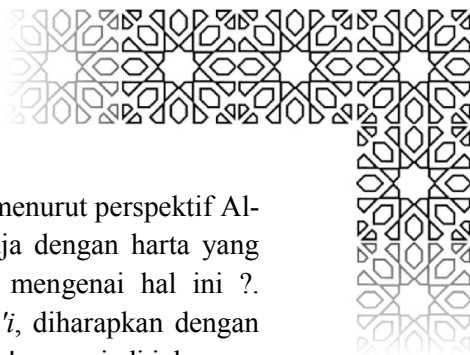 menurut perspektif Al-
ja dengan harta yang
mengenai hal ini ?.
'i, diharapkan dengan